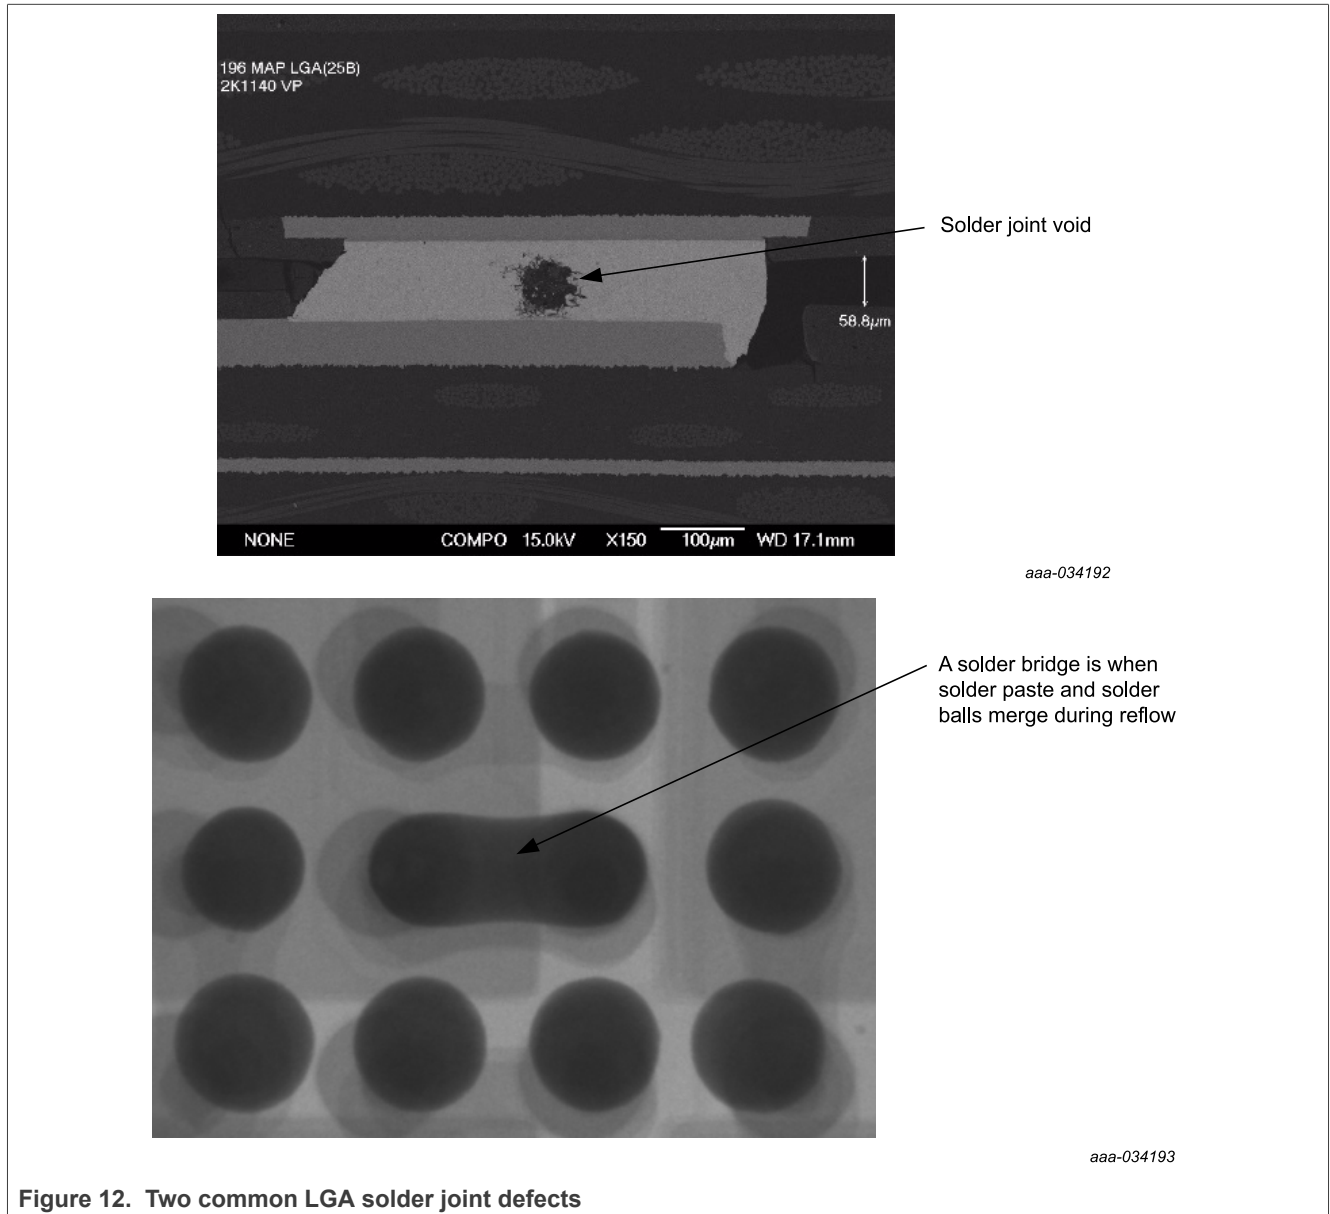 196 MAP LGA(25B)
2K1140 VP
Solder joint void
58.8µm
NONE COMPO 15.0kV X150 100µm WD 17.1mm
aaa-034192
A solder bridge is when
solder paste and solder
balls merge during reflow
aaa-034193
Figure 12. Two common LGA solder joint defects